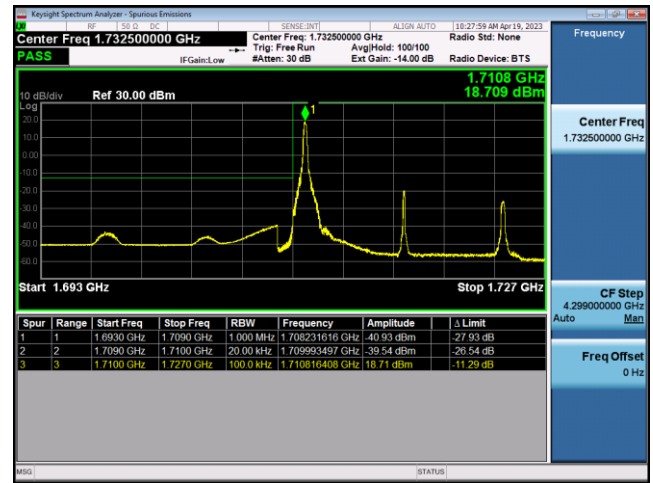 Keysight Spectrum Analyzer - Spurious Emissions
RF 50 Ω DC SENSE:INT ALIGN AUTO 10:27:59 AM Apr 19, 2023
Center Freq 1.732500000 GHz Center Freq: 1.732500000 GHz Radio Std: None
Trig: Free Run Avg|Hold: 100/100
PASS IFGain:Low #Atten: 30 dB Ext Gain: -14.00 dB Radio Device: BTS
1.7108 GHz
10 dB/div Ref 30.00 dBm 18.709 dBm
Log
20.0
10.0
0.00
-10.0
-20.0
-30.0
-40.0
-50.0
-60.0
1
Start 1.693 GHz Stop 1.727 GHz
Spur Range Start Freq Stop Freq RBW Frequency Amplitude Δ Limit
1 1 1.6930 GHz 1.7090 GHz 1.000 MHz 1.708231616 GHz -40.93 dBm -27.93 dB
2 2 1.7090 GHz 1.7100 GHz 20.00 kHz 1.709993497 GHz -39.54 dBm -26.54 dB
3 3 1.7100 GHz 1.7270 GHz 100.0 kHz 1.710816408 GHz 18.71 dBm -11.29 dB
MSG STATUS
Frequency
Center Freq
1.732500000 GHz
CF Step
4.299000000 GHz
Auto Man
Freq Offset
0 Hz